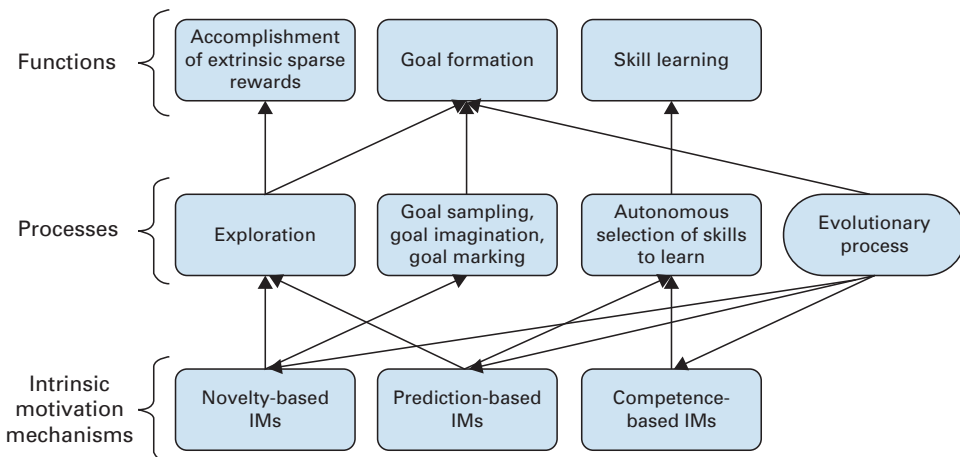 Functions
Accomplishment
of extrinsic sparse
rewards
Goal formation
Skill learning
Processes
Exploration
Goal sampling,
goal imagination,
goal marking
Autonomous
selection of skills
to learn
Evolutionary
process
Intrinsic
motivation
mechanisms
Novelty-based
IMs
Prediction-based
IMs
Competence-
based IMs